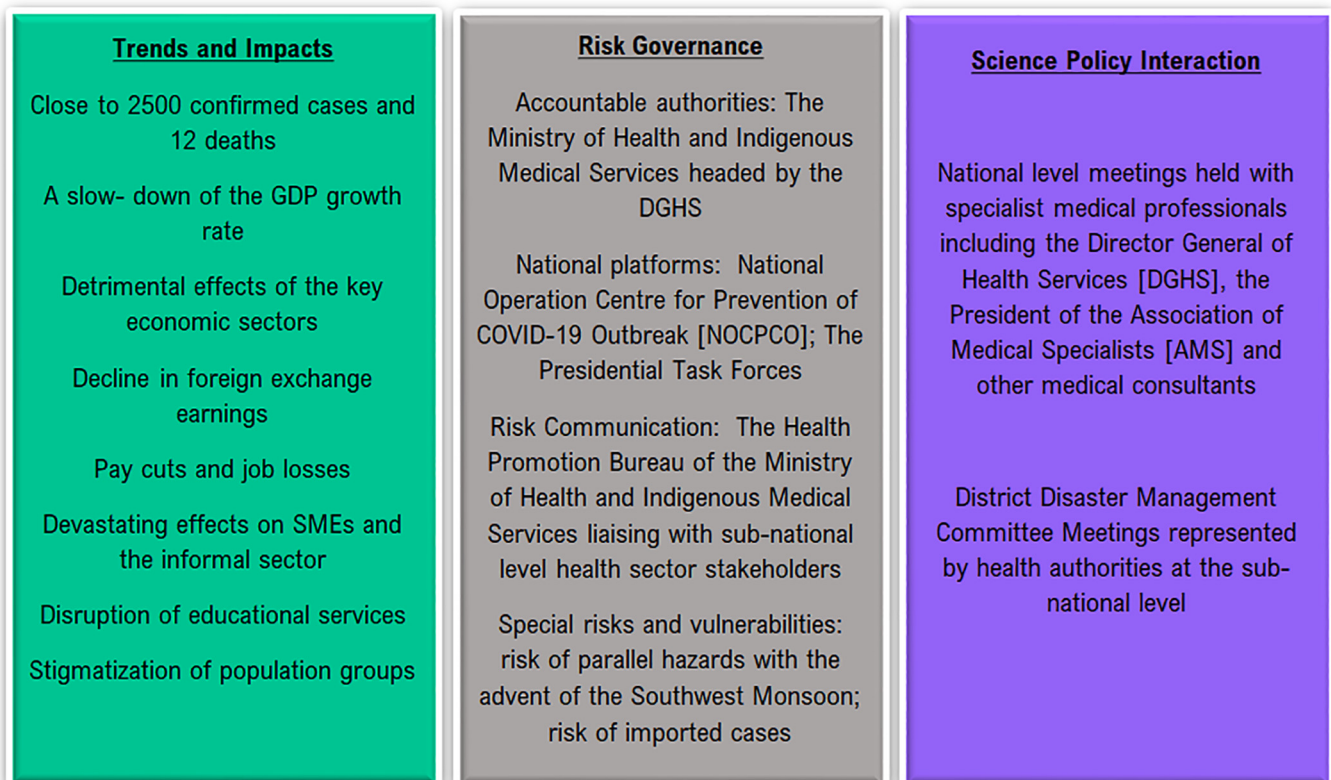 Trends and Impacts
Close to 2500 confirmed cases and
12 deaths
A slow- down of the GDP growth
rate
Detrimental effects of the key
economic sectors
Decline in foreign exchange
earnings
Pay cuts and job losses
Devastating effects on SMEs and
the informal sector
Disruption of educational services
Stigmatization of population groups
Risk Governance
Accountable authorities: The
Ministry of Health and Indigenous
Medical Services headed by the
DGHS
National platforms: National
Operation Centre for Prevention of
COVID-19 Outbreak [NOCPCO]; The
Presidential Task Forces
Risk Communication: The Health
Promotion Bureau of the Ministry
of Health and Indigenous Medical
Services liaising with sub-national
level health sector stakeholders
Special risks and vulnerabilities:
risk of parallel hazards with the
advent of the Southwest Monsoon;
risk of imported cases
Science Policy Interaction
National level meetings held with
specialist medical professionals
including the Director General of
Health Services [DGHS], the
President of the Association of
Medical Specialists [AMS] and
other medical consultants
District Disaster Management
Committee Meetings represented
by health authorities at the sub-
national level